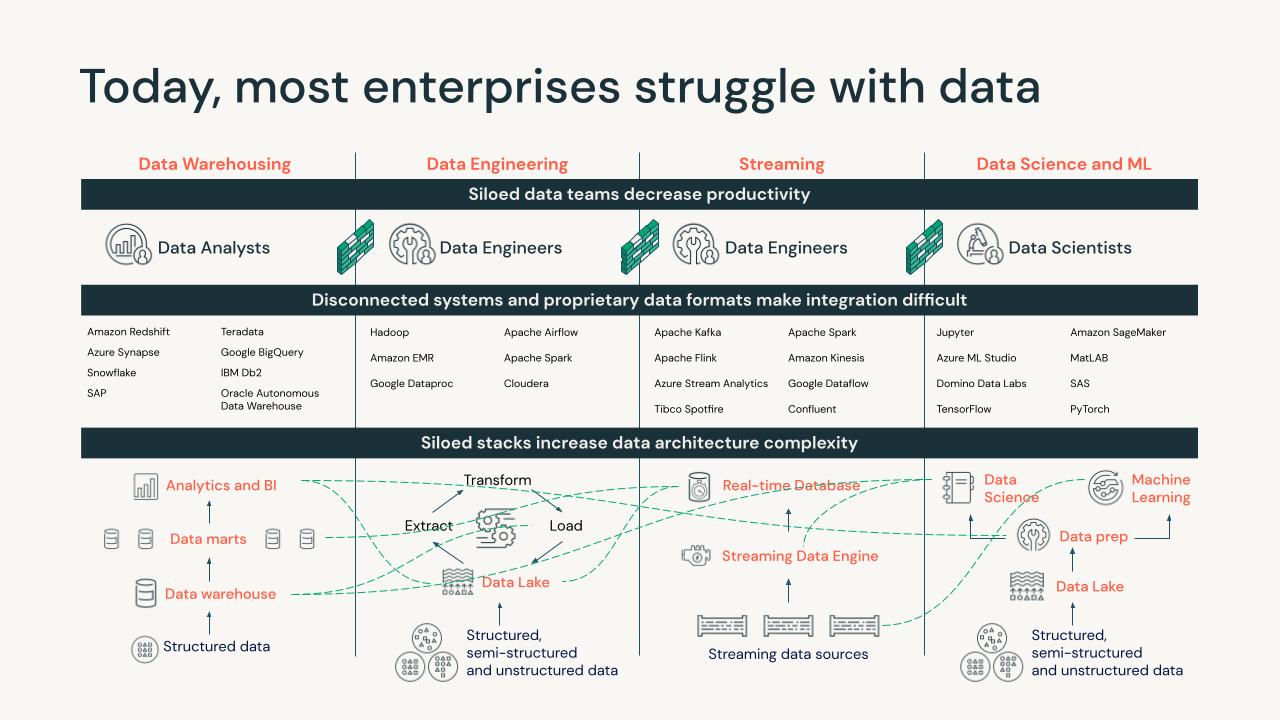 Today, most enterprises struggle with data
Data Warehousing
Data Engineering
Streaming
Data Science and ML
Siloed data teams decrease productivity
Data Analysts
Data Engineers
Data Engineers
Data Scientists
Disconnected systems and proprietary data formats make integration difficult
Amazon Redshift
Teradata
Azure Synapse
Google BigQuery
Snowflake
IBM Db2
SAP
Oracle Autonomous
Data Warehouse
Hadoop
Apache Airflow
Amazon EMR
Apache Spark
Google Dataproc
Cloudera
Apache Kafka
Apache Spark
Apache Flink
Amazon Kinesis
Azure Stream Analytics
Google Dataflow
Tibco Spotfire
Confluent
Jupyter
Amazon SageMaker
Azure ML Studio
MatLAB
Domino Data Labs
SAS
TensorFlow
PyTorch
Siloed stacks increase data architecture complexity
Analytics and BI
Data marts
Data warehouse
Structured data
Transform
Extract
Load
Data Lake
Structured,
semi-structured
and unstructured data
Real-time Database
Streaming Data Engine
Streaming data sources
Data
Science
Machine
Learning
Data prep
Data Lake
Structured,
semi-structured
and unstructured data